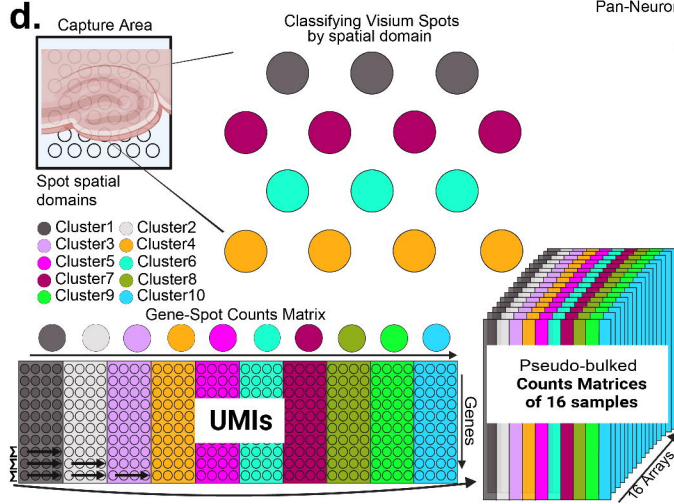 d.
Capture Area
Classifying Visium Spots
by spatial domain
Pan-Neuron
Spot spatial
domains
Cluster1 Cluster2
Cluster3 Cluster4
Cluster5 Cluster6
Cluster7 Cluster8
Cluster9 Cluster10
Gene-Spot Counts Matrix
UMIs
Genes
MMM
Pseudo-bulked
Counts Matrices
of 16 samples
16 Arrays